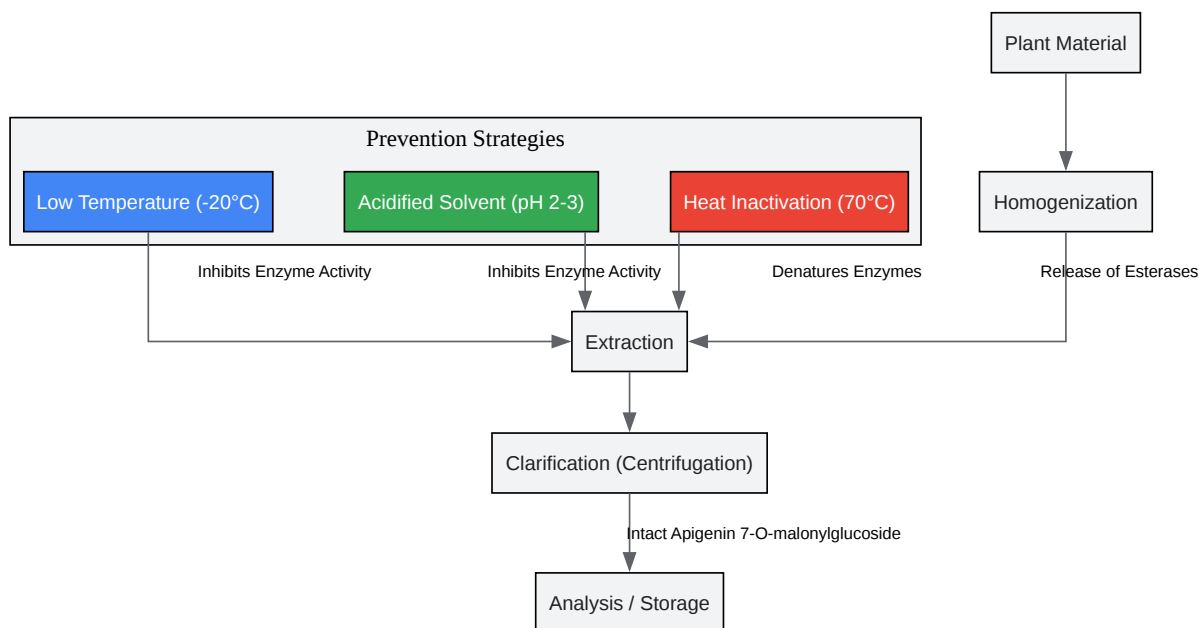 Plant Material
Prevention Strategies
Low Temperature (-20°C)
Acidified Solvent (pH 2-3)
Heat Inactivation (70°C)
Homogenization
Inhibits Enzyme Activity
Inhibits Enzyme Activity
Denatures Enzymes
Release of Esterases
Extraction
Clarification (Centrifugation)
Intact Apigenin 7-O-malonylglucoside
Analysis / Storage